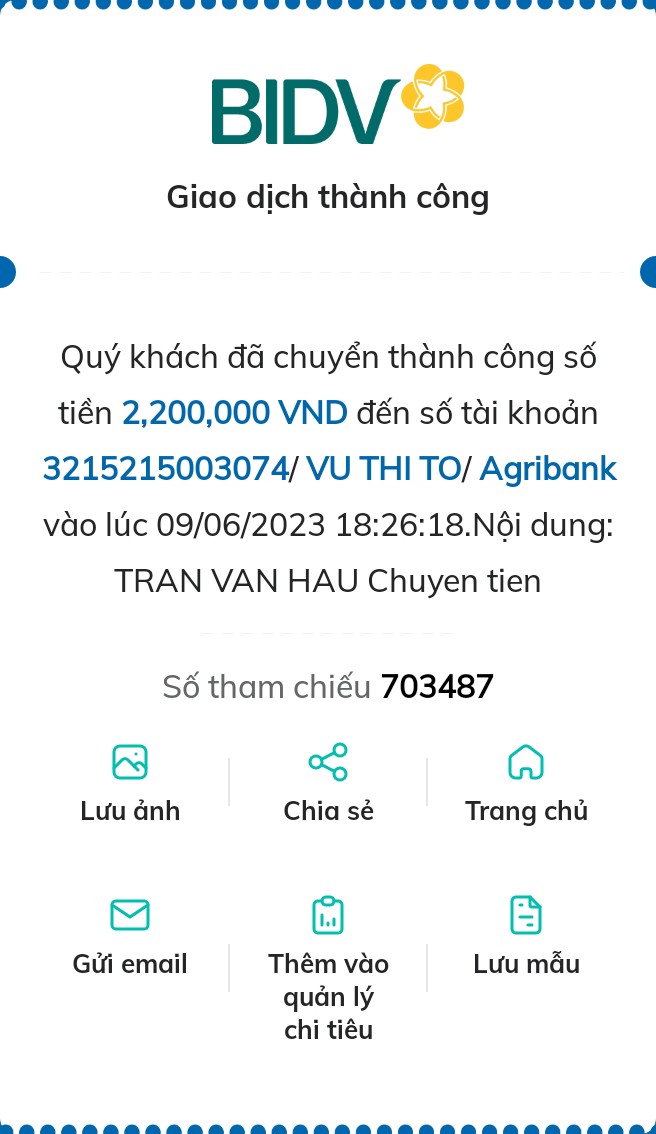 BIDV
Giao dịch thành công
Quý khách đã chuyển thành công số
tiền 2,200,000 VND đến số tài khoản
3215215003074/ VU THI TO/ Agribank
vào lúc 09/06/2023 18:26:18.Nội dung:
TRAN VAN HAU Chuyen tien
Số tham chiếu 703487
Lưu ảnh
Chia sẻ
Trang chủ
Gửi email
Thêm vào
quản lý
chi tiêu
Lưu mẫu